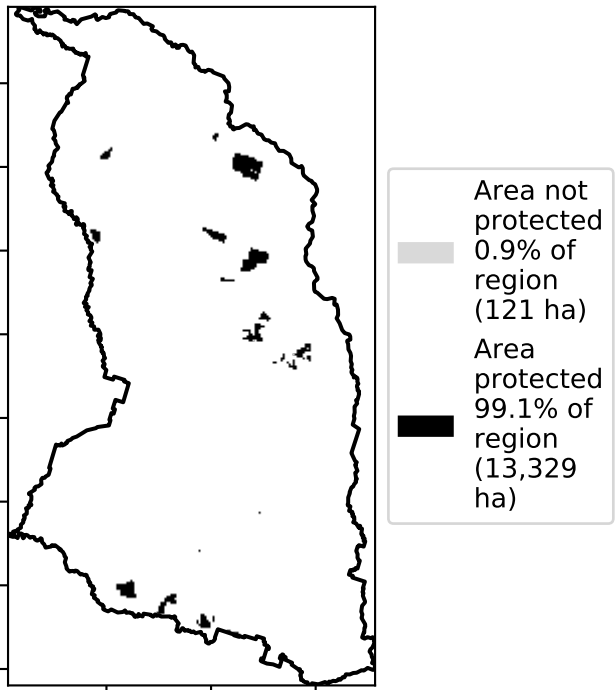 Area not
protected
0.9% of
region
(121 ha)
Area
protected
99.1% of
region
(13,329
ha)